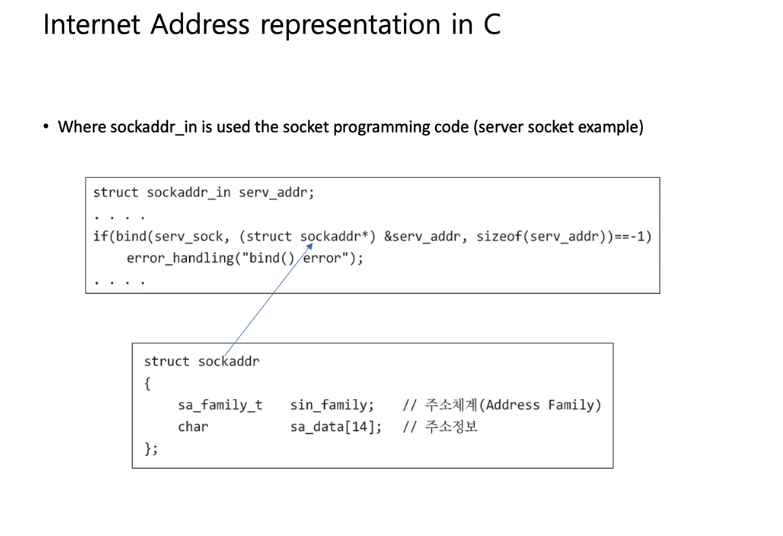 Internet Address representation in C
• Where sockaddr_in is used the socket programming code (server socket example)
struct sockaddr_in serv_addr;
. . . .
if(bind(serv_sock, (struct sockaddr*) &serv_addr, sizeof(serv_addr))==-1)
error_handling("bind() error");
. . . .
struct sockaddr
{
sa_family_t sin_family; // 주소체계(Address Family)
char sa_data[14]; // 주소정보
};